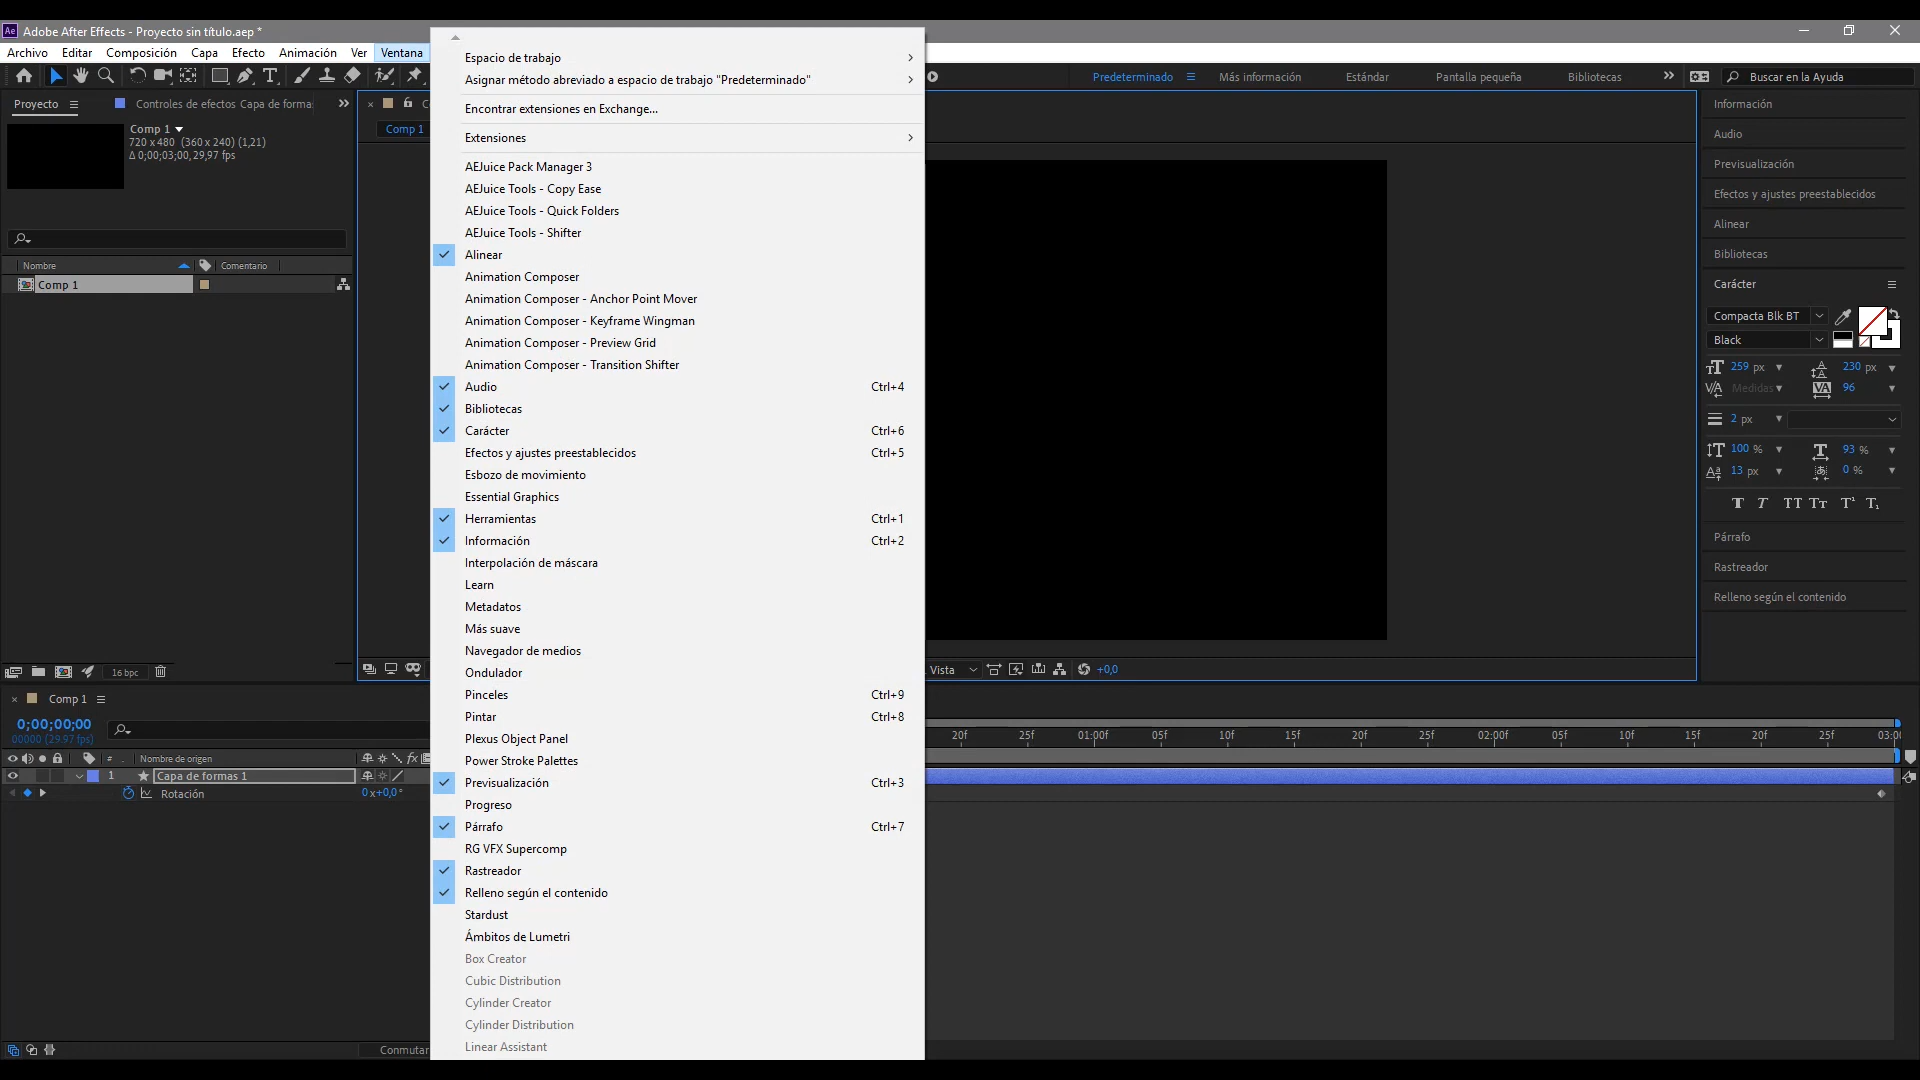 Adobe After Effects - Proyecto sin título.aep *
Archivo Editar Composición Capa Efecto Animación Ver Ventana
Predeterminado Más información Estándar Pantalla pequeña Bibliotecas Buscar en la Ayuda
Proyecto Controles de efectos Capa de forma
Comp 1
720 x 480 (360 x 240) (1,21)
Δ 0;00;03;00, 29,97 fps
Nombre Comentario
Comp 1
16 bpc
Comp 1
Espacio de trabajo
Asignar método abreviado a espacio de trabajo "Predeterminado"
Encontrar extensiones en Exchange...
Extensiones
AEJuice Pack Manager 3
AEJuice Tools - Copy Ease
AEJuice Tools - Quick Folders
AEJuice Tools - Shifter
Alinear
Animation Composer
Animation Composer - Anchor Point Mover
Animation Composer - Keyframe Wingman
Animation Composer - Preview Grid
Animation Composer - Transition Shifter
Audio Ctrl+4
Bibliotecas
Carácter Ctrl+6
Efectos y ajustes preestablecidos Ctrl+5
Esbozo de movimiento
Essential Graphics
Herramientas Ctrl+1
Información Ctrl+2
Interpolación de máscara
Learn
Metadatos
Más suave
Navegador de medios
Ondulador
Pinceles Ctrl+9
Pintar Ctrl+8
Plexus Object Panel
Power Stroke Palettes
Previsualización Ctrl+3
Progreso
Párrafo Ctrl+7
RG VFX Supercomp
Rastreador
Relleno según el contenido
Stardust
Ámbitos de Lumetri
Box Creator
Cubic Distribution
Cylinder Creator
Cylinder Distribution
Linear Assistant
Vista +0,0
Información
Audio
Previsualización
Efectos y ajustes preestablecidos
Alinear
Bibliotecas
Carácter
Compacta Blk BT
Black
259 px 230 px
Medidas 96
2 px
100 % 93 %
13 px 0 %
T T TT Tt T¹ T₁
Párrafo
Rastreador
Relleno según el contenido
Comp 1
0;00;00;00
00000 (29.97 fps)
# Nombre de origen fx
1 Capa de formas 1
Rotación 0 x+0,0°
20f 25f 01:00f 05f 10f 15f 20f 25f 02:00f 05f 10f 15f 20f 25f 03:0
Conmutar